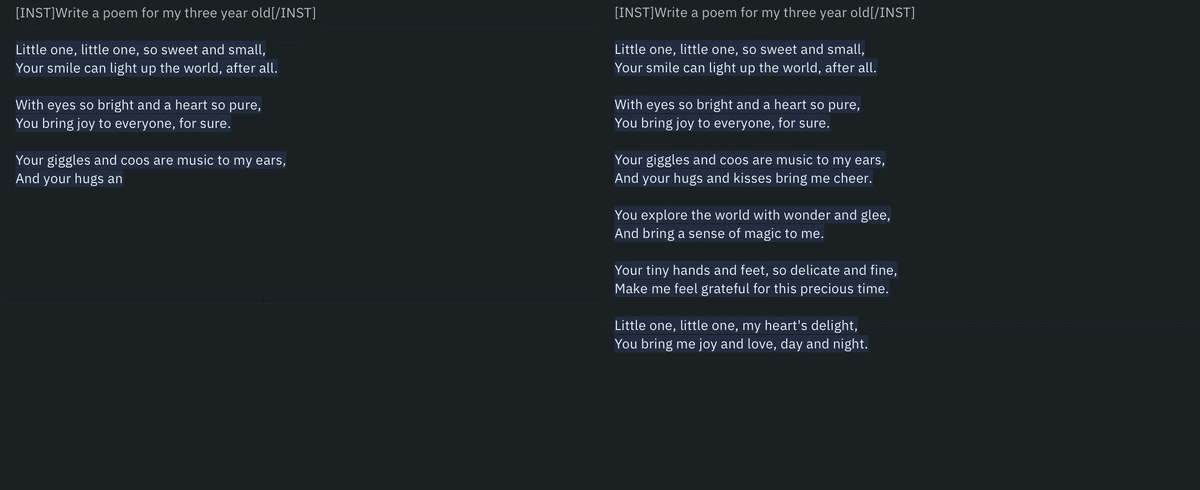 [INST]Write a poem for my three year old[/INST]
Little one, little one, so sweet and small,
Your smile can light up the world, after all.
With eyes so bright and a heart so pure,
You bring joy to everyone, for sure.
Your giggles and coos are music to my ears,
And your hugs an
[INST]Write a poem for my three year old[/INST]
Little one, little one, so sweet and small,
Your smile can light up the world, after all.
With eyes so bright and a heart so pure,
You bring joy to everyone, for sure.
Your giggles and coos are music to my ears,
And your hugs and kisses bring me cheer.
You explore the world with wonder and glee,
And bring a sense of magic to me.
Your tiny hands and feet, so delicate and fine,
Make me feel grateful for this precious time.
Little one, little one, my heart's delight,
You bring me joy and love, day and night.